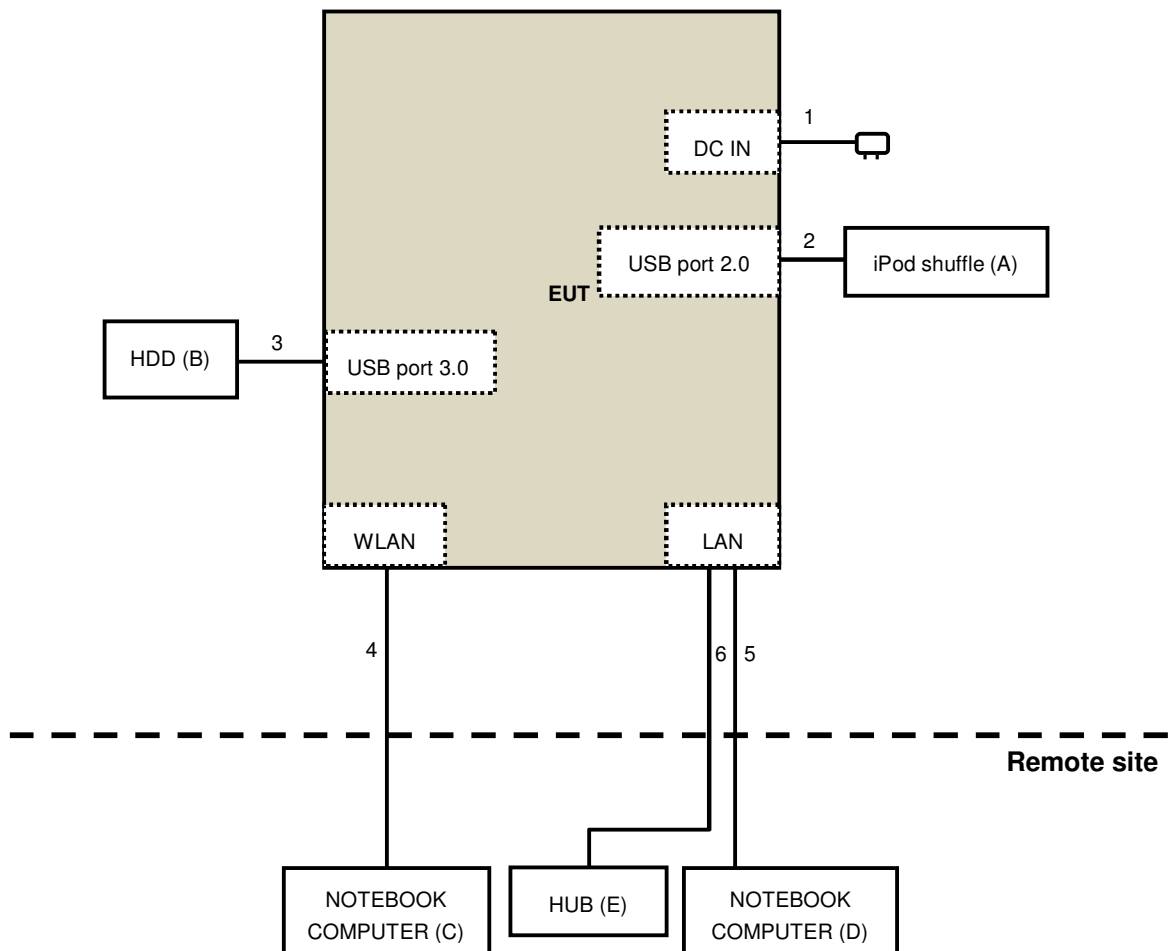 1
DC IN
2
USB port 2.0
iPod shuffle (A)
EUT
3
HDD (B)
USB port 3.0
WLAN
LAN
4
6
5
Remote site
NOTEBOOK
COMPUTER (C)
HUB (E)
NOTEBOOK
COMPUTER (D)